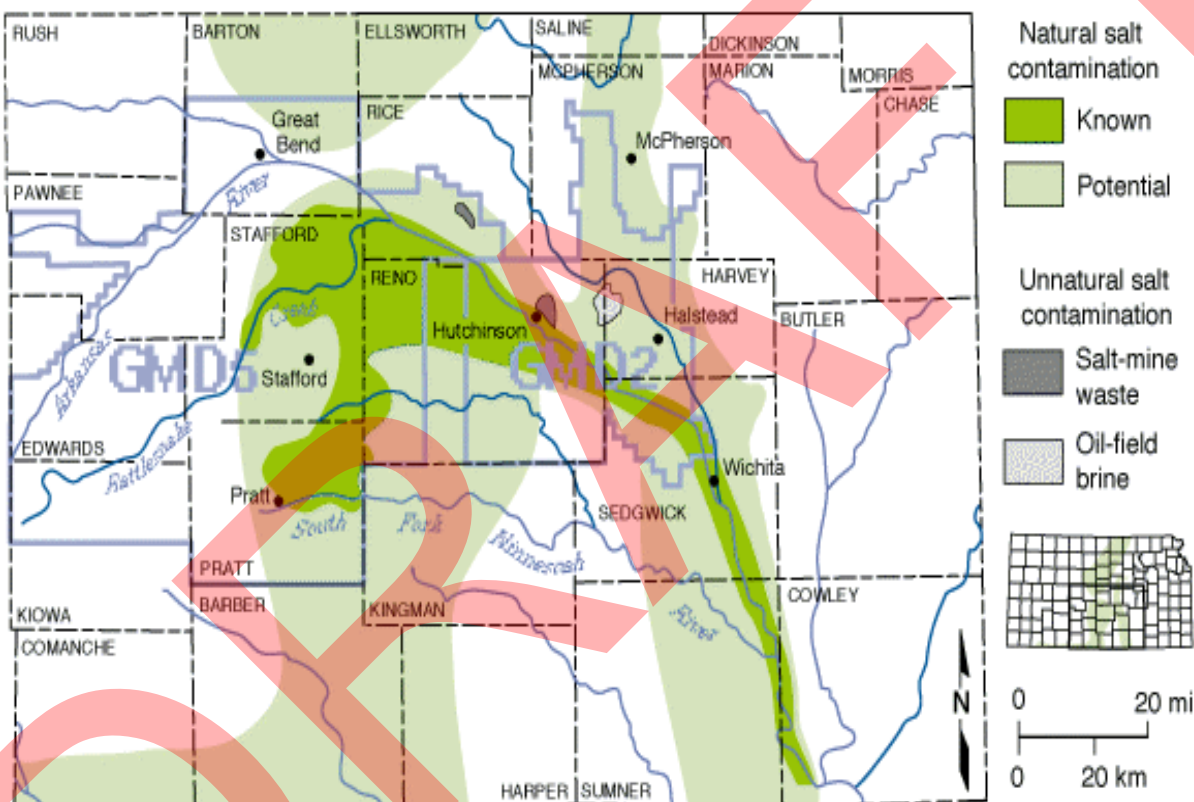 RUSH
BARTON
ELLSWORTH
SALINE
DICKINSON
MCPHERSON
MARION
MORRIS
RICE
CHASE
Great
Bend
McPherson
PAWNEE
River
STAFFORD
RENO
HARVEY
Creek
Hutchinson
Halstead
BUTLER
GMD5
GMD2
Stafford
Arkansas
EDWARDS
Rattlesnake
Wichita
Pratt
South
Fork
Ninnescah
River
SEDGWICK
PRATT
BARBER
KINGMAN
COWLEY
KIOWA
COMANCHE
HARPER
SUMNER
Natural salt
contamination
Known
Potential
Unnatural salt
contamination
Salt-mine
waste
Oil-field
brine
N
0 20 mi
0 20 km